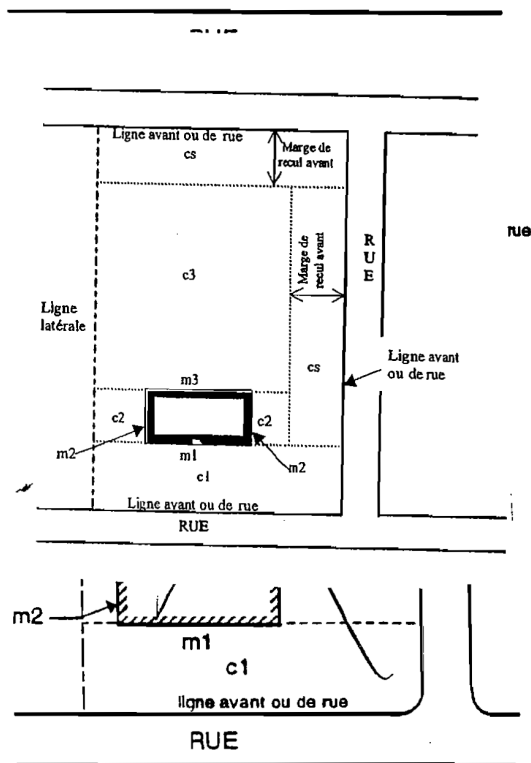 RUE
Ligne avant ou de rue
cs
Marge de
recul avant
c3
Marge de
recul avant
R
U
E
rue
Ligne
latérale
Ligne avant
ou de rue
cs
m3
c2
c2
m2
m1
m2
c1
Ligne avant ou de rue
RUE
m2
m1
c1
ligne avant ou de rue
RUE